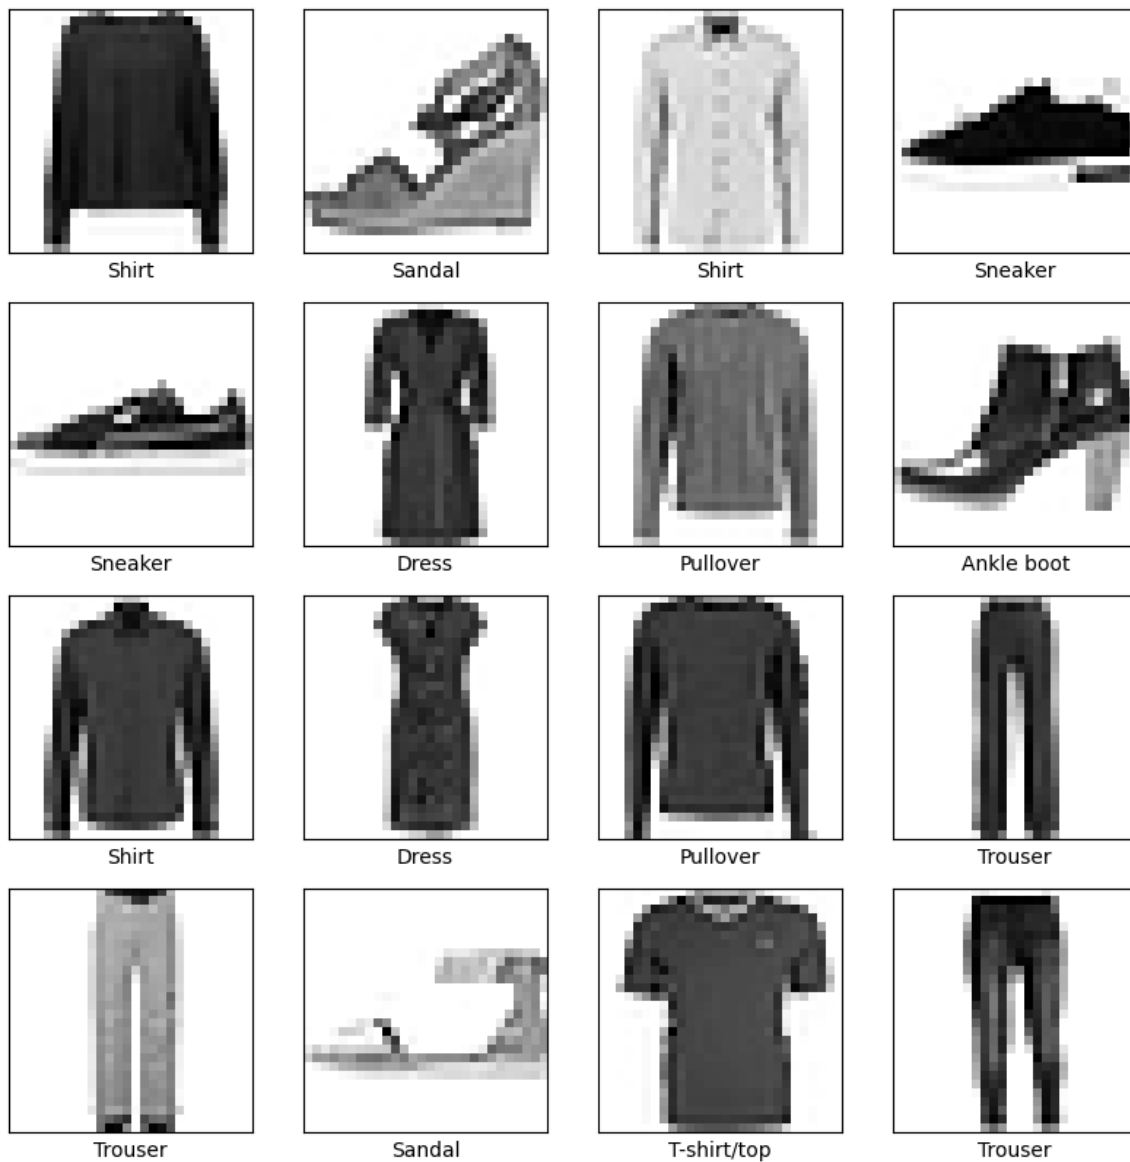 Shirt Sandal Shirt Sneaker
Sneaker Dress Pullover Ankle boot
Shirt Dress Pullover Trouser
Trouser Sandal T-shirt/top Trouser